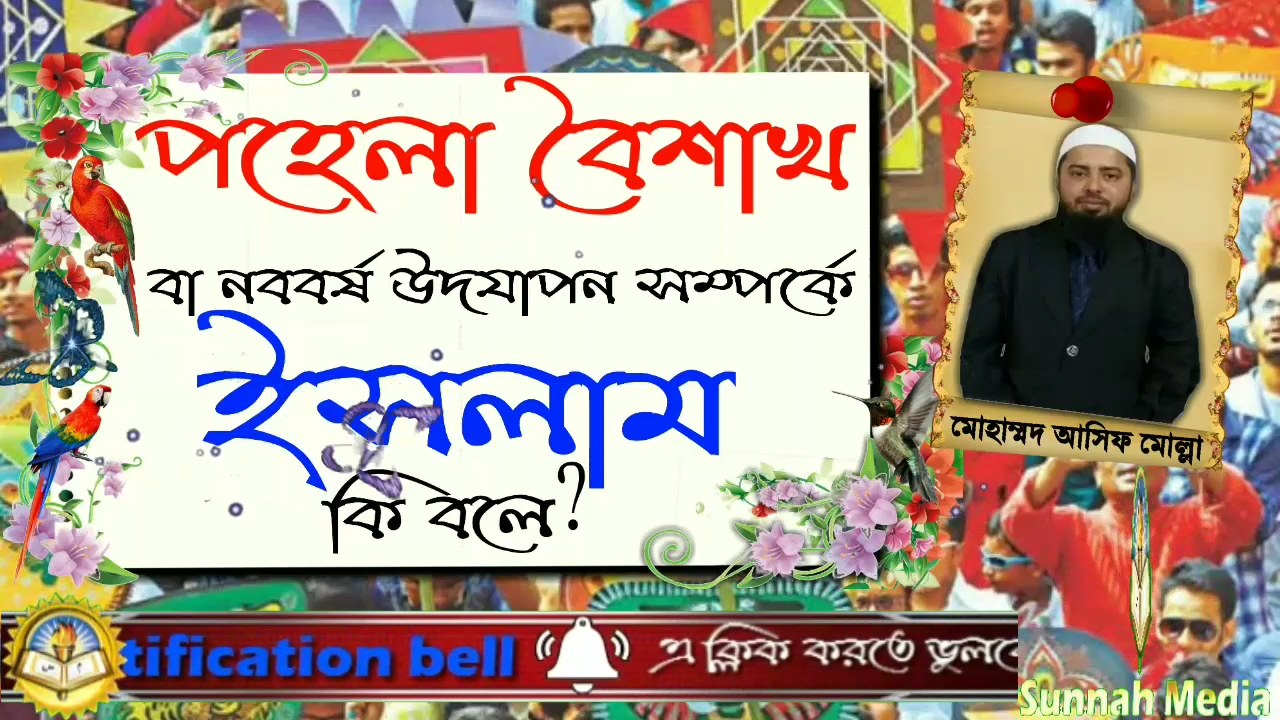 পহেলা বৈশাখ
বা নববর্ষ উদযাপন সম্পর্কে
ইসলাম
কি বলে?
মোহাম্মদ আসিফ মোল্লা
tification bell এ ক্লিক করতে ভুলবে
Sunnah Media